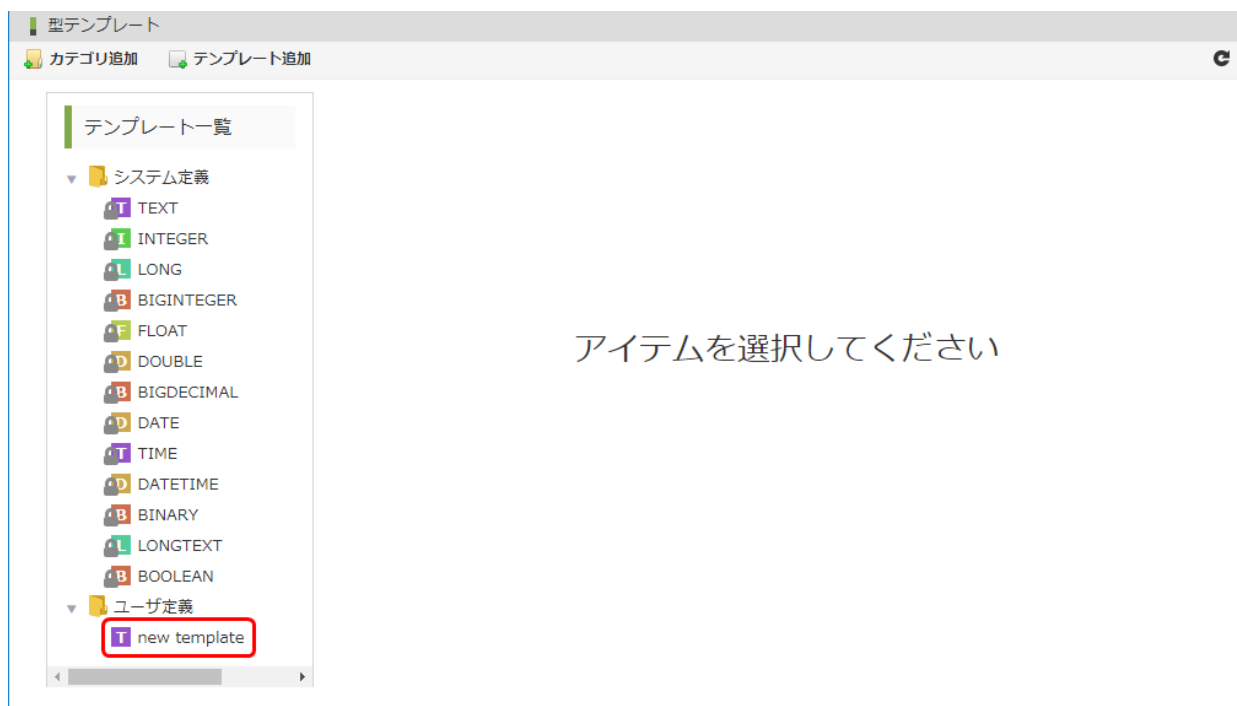 型テンプレート
カテゴリ追加 テンプレート追加
テンプレート一覧
システム定義
T TEXT
I INTEGER
L LONG
B BIGINTEGER
F FLOAT
D DOUBLE
B BIGDECIMAL
D DATE
T TIME
D DATETIME
B BINARY
L LONGTEXT
B BOOLEAN
ユーザ定義
T new template
アイテムを選択してください